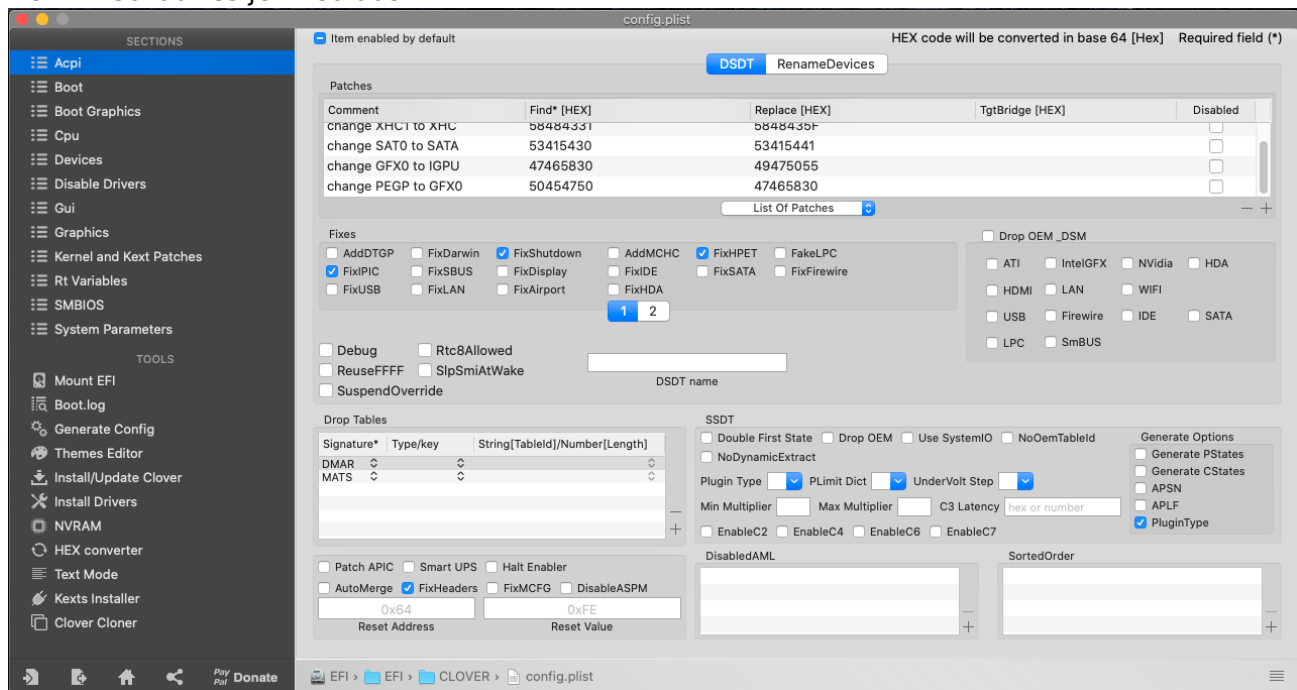 config.plist
SECTIONS
Acpi
Boot
Boot Graphics
Cpu
Devices
Disable Drivers
Gui
Graphics
Kernel and Kext Patches
Rt Variables
SMBIOS
System Parameters
TOOLS
Mount EFI
Boot.log
Generate Config
Themes Editor
Install/Update Clover
Install Drivers
NVRAM
HEX converter
Text Mode
Kexts Installer
Clover Cloner
Pay Pal Donate
Item enabled by default
HEX code will be converted in base 64 [Hex] Required field (*)
DSDT RenameDevices
Patches
Comment Find* [HEX] Replace [HEX] TgtBridge [HEX] Disabled
change XHC1 to XHC 58484331 5848435F
change SAT0 to SATA 53415430 53415441
change GFX0 to IGPU 47465830 49475055
change PEGP to GFX0 50454750 47465830
List Of Patches
Fixes
AddDTGP FixDarwin FixShutdown AddMCHC FixHPET FakeLPC
FixIPIC FixSBUS FixDisplay FixIDE FixSATA FixFirewire
FixUSB FixLAN FixAirport FixHDA
1 2
Drop OEM_DSM
ATI IntelGFX NVidia HDA
HDMI LAN WIFI
USB Firewire IDE SATA
LPC SmBUS
Debug Rtc8Allowed
ReuseFFFF SlpSmiAtWake
SuspendOverride
DSDT name
Drop Tables
Signature* Type/key String[TableId]/Number[Length]
DMAR
MATS
SSDT
Double First State Drop OEM Use SystemIO NoOemTableId
NoDynamicExtract
Plugin Type PLimit Dict UnderVolt Step
Min Multiplier Max Multiplier C3 Latency hex or number
EnableC2 EnableC4 EnableC6 EnableC7
Generate Options
Generate PStates
Generate CStates
APSN
APLF
PluginType
Patch APIC Smart UPS Halt Enabler
AutoMerge FixHeaders FixMCFG DisableASPM
0x64 0xFE
Reset Address Reset Value
DisabledAML
SortedOrder
EFI › EFI › CLOVER › config.plist